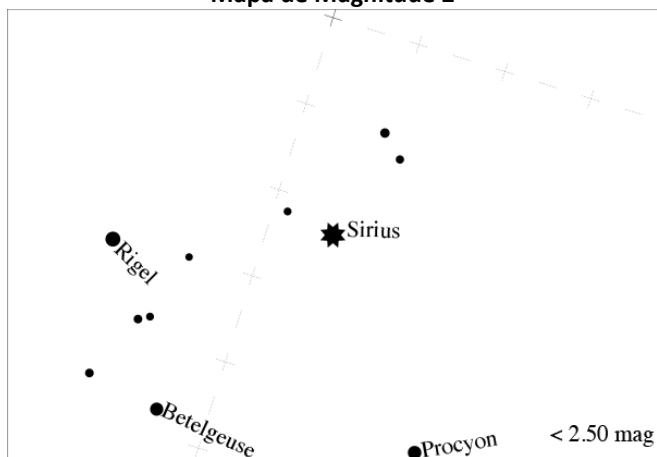 Mapa de Magnitude 2
Sirius
Rigel
Betelgeuse
Procyon
< 2.50 mag